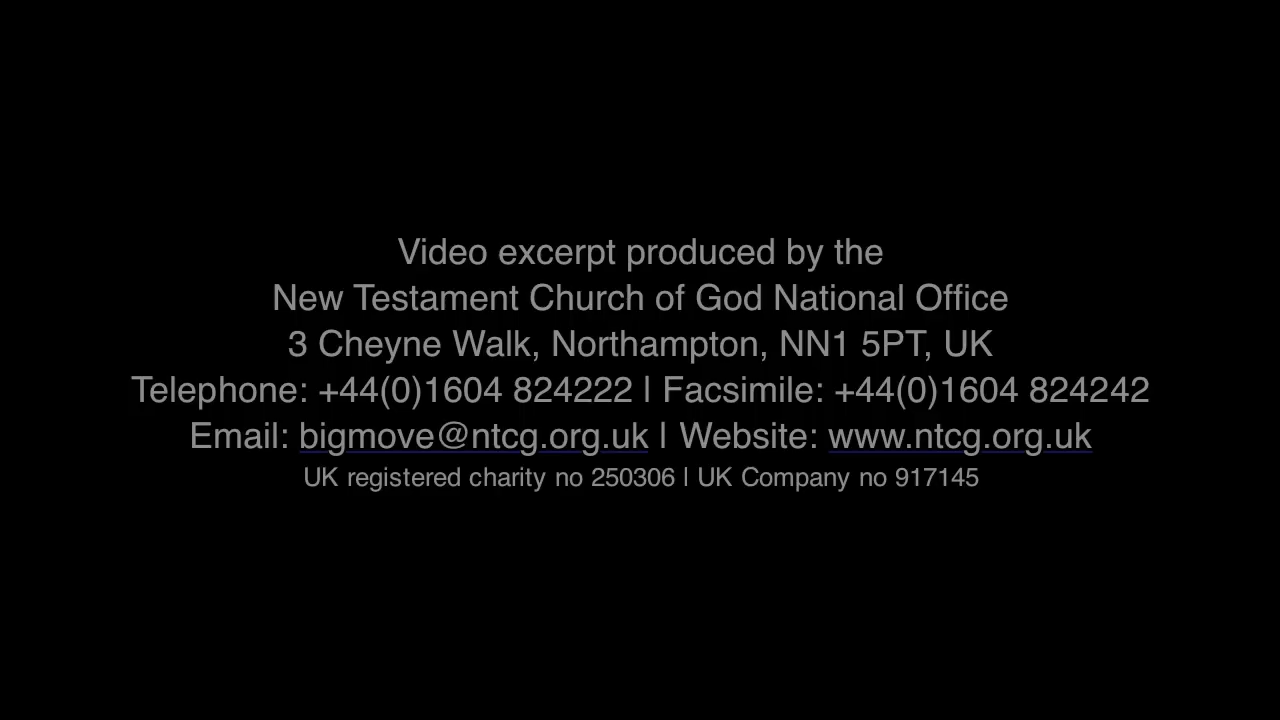 Video excerpt produced by the
New Testament Church of God National Office
3 Cheyne Walk, Northampton, NN1 5PT, UK
Telephone: +44(0)1604 824222 | Facsimile: +44(0)1604 824242
Email: bigmove@ntcg.org.uk | Website: www.ntcg.org.uk
UK registered charity no 250306 | UK Company no 917145